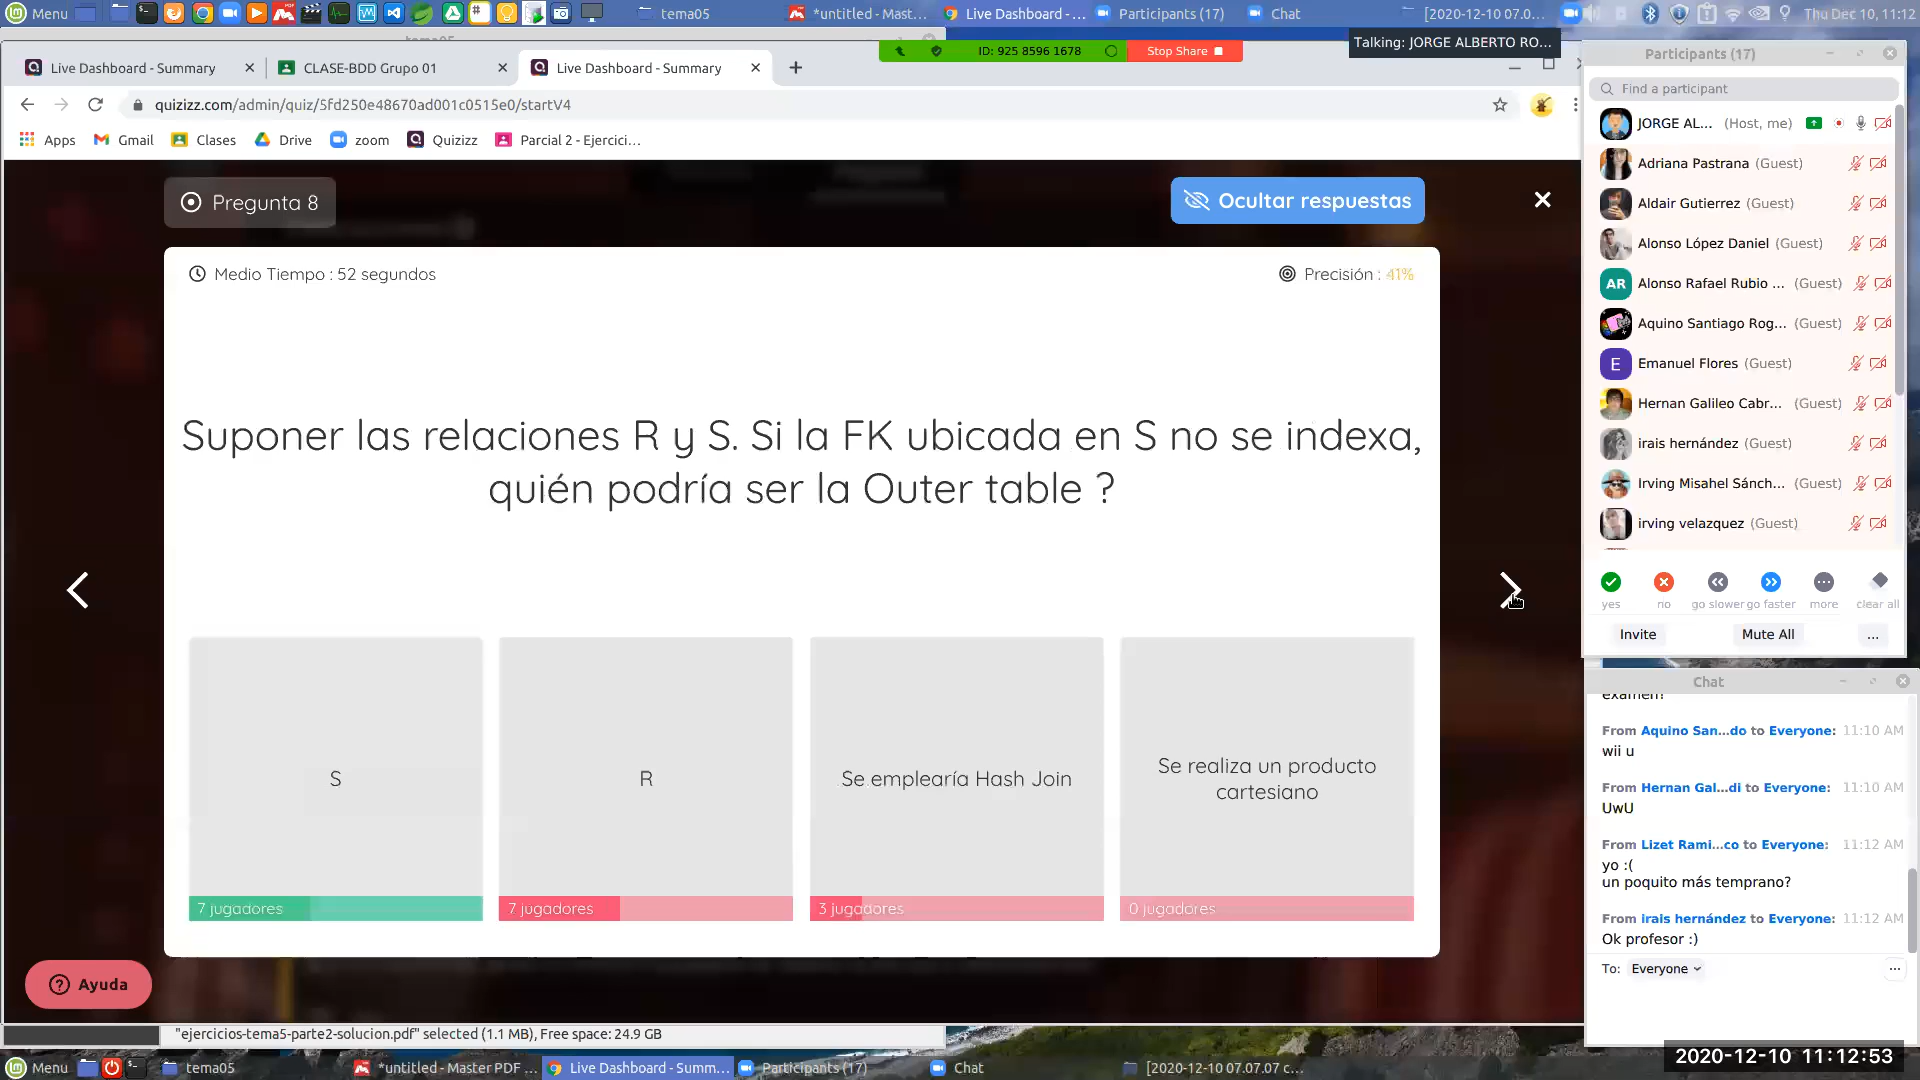 Menu
tema05
*untitled - Mast...
Live Dashboard - ...
Participants (17)
Chat
[2020-12-10 07.0...
Thu Dec 10, 11:12
Talking: JORGE ALBERTO RO...
ID: 925 8596 1678
Stop Share
Live Dashboard - Summary
CLASE-BDD Grupo 01
Live Dashboard - Summary
quizizz.com/admin/quiz/5fd250e48670ad001c0515e0/startV4
Apps
Gmail
Clases
Drive
zoom
Quizizz
Parcial 2 - Ejercici...
Pregunta 8
Ocultar respuestas
Medio Tiempo : 52 segundos
Precisión : 41%
Suponer las relaciones R y S. Si la FK ubicada en S no se indexa,
quién podría ser la Outer table ?
S
R
Se emplearía Hash Join
Se realiza un producto
cartesiano
7 jugadores
7 jugadores
3 jugadores
0 jugadores
Ayuda
Participants (17)
Find a participant
JORGE AL... (Host, me)
Adriana Pastrana (Guest)
Aldair Gutierrez (Guest)
Alonso López Daniel (Guest)
AR Alonso Rafael Rubio ... (Guest)
Aquino Santiago Rog... (Guest)
E Emanuel Flores (Guest)
Hernan Galileo Cabr... (Guest)
irais hernández (Guest)
Irving Misahel Sánch... (Guest)
irving velazquez (Guest)
yes
no
go slower
go faster
more
clear all
Invite
Mute All
...
Chat
examen!
From Aquino San...do to Everyone: 11:10 AM
wii u
From Hernan Gal...di to Everyone: 11:10 AM
UwU
From Lizet Rami...co to Everyone: 11:12 AM
yo :(
un poquito más temprano?
From irais hernández to Everyone: 11:12 AM
Ok profesor :)
To: Everyone
"ejercicios-tema5-parte2-solucion.pdf" selected (1.1 MB), Free space: 24.9 GB
Menu
tema05
*untitled - Master PDF ...
Live Dashboard - Summ...
Participants (17)
Chat
[2020-12-10 07.07.07 c...
2020-12-10 11:12:53